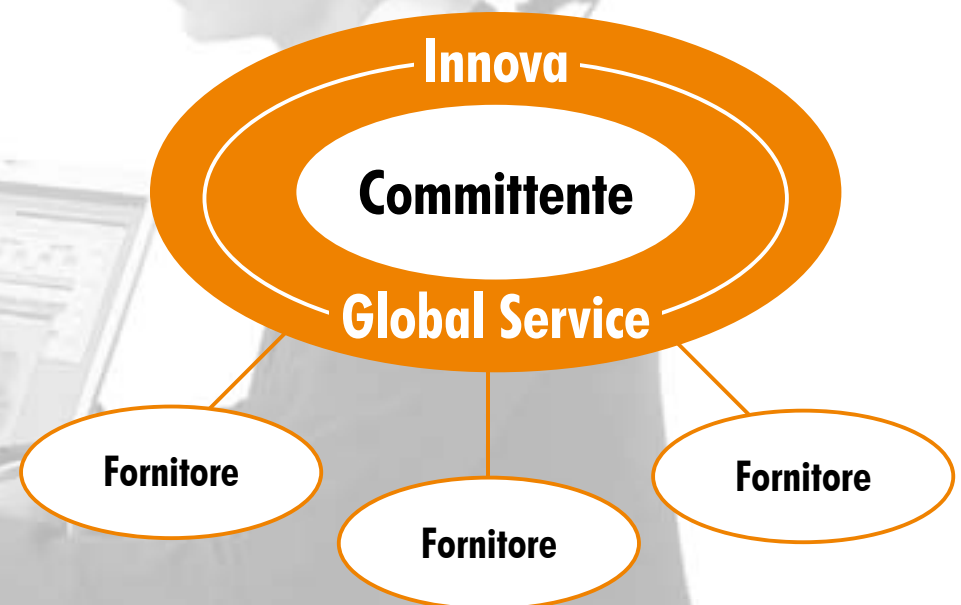 Innova
Committente
Global Service
Fornitore
Fornitore
Fornitore